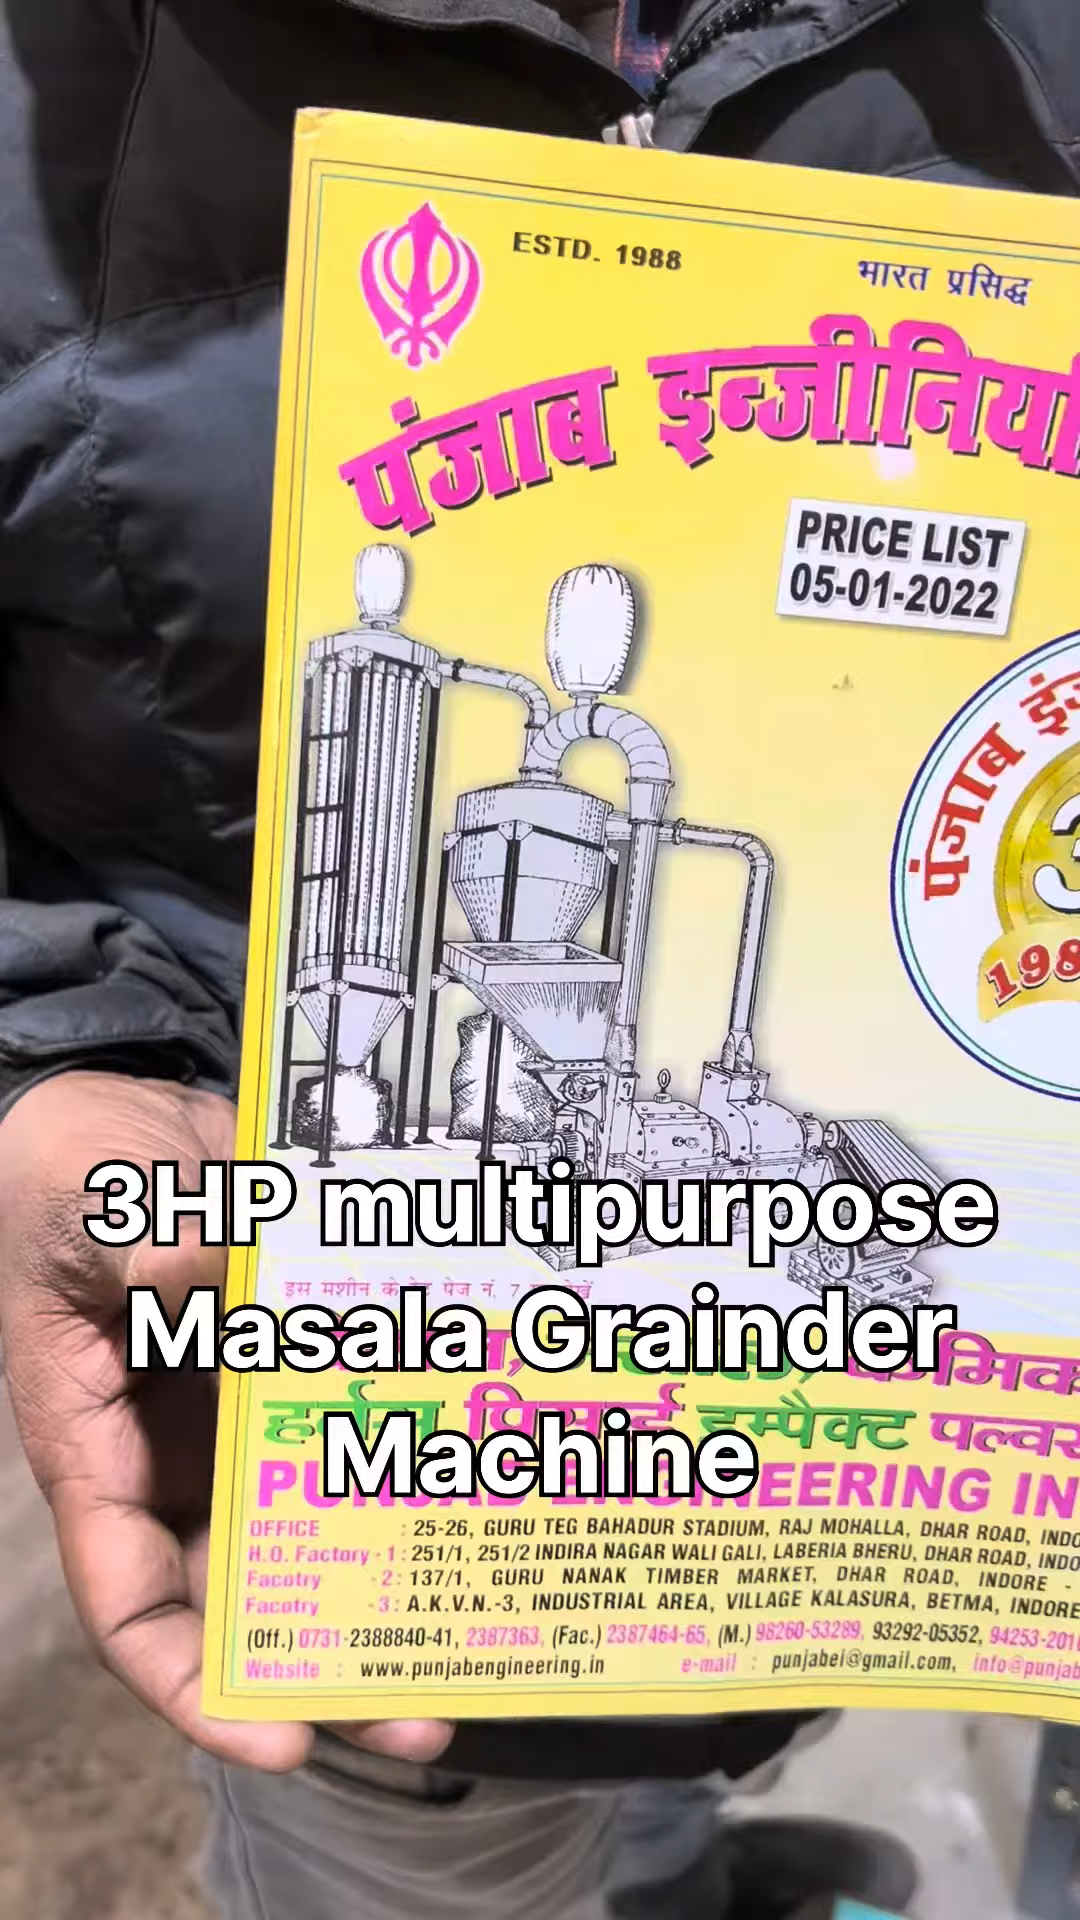 ESTD. 1988
भारत प्रसिद्ध
पंजाब इन्जीनियरि
PRICE LIST
05-01-2022
पंजाब इंज
198
3HP multipurpose
Masala Grainder
Machine
इस मशीन के रेट पेज नं. 7
केमिक
हर्बल पिसाई इम्पैक्ट पल्व
PUNJAB ENGINEERING IN
OFFICE : 25-26, GURU TEG BAHADUR STADIUM, RAJ MOHALLA, DHAR ROAD, INDO
H.O. Factory - 1 : 251/1, 251/2 INDIRA NAGAR WALI GALI, LABERIA BHERU, DHAR ROAD, INDO
Facotry - 2 : 137/1, GURU NANAK TIMBER MARKET, DHAR ROAD, INDORE -
Facotry - 3 : A.K.V.N.-3, INDUSTRIAL AREA, VILLAGE KALASURA, BETMA, INDORE
(Off.) 0731-2388840-41, 2387363, (Fac.) 2387464-65, (M.) 98260-53289, 93292-05352, 94253-201
Website : www.punjabengineering.in e-mail : punjabei@gmail.com, info@punjab